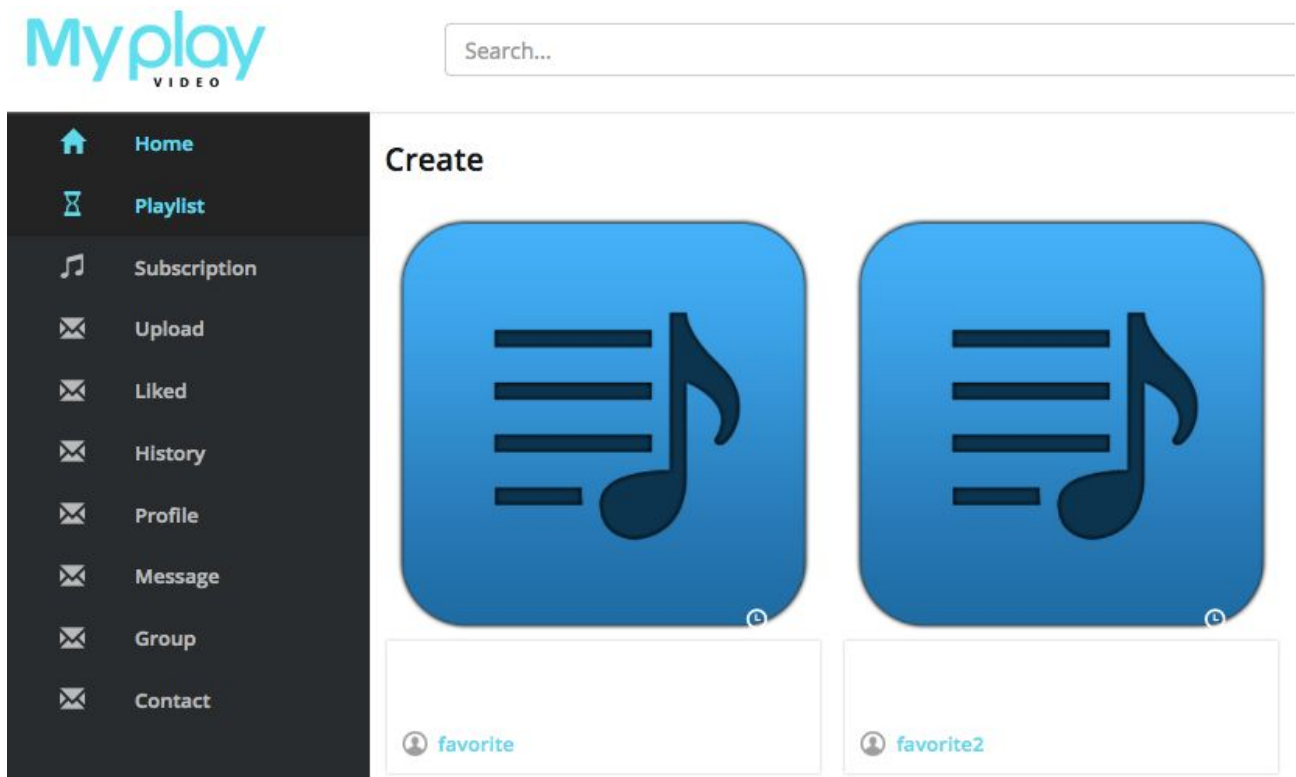 Myplay
VIDEO
Search...
Home
Playlist
Subscription
Upload
Liked
History
Profile
Message
Group
Contact
Create
favorite
favorite2